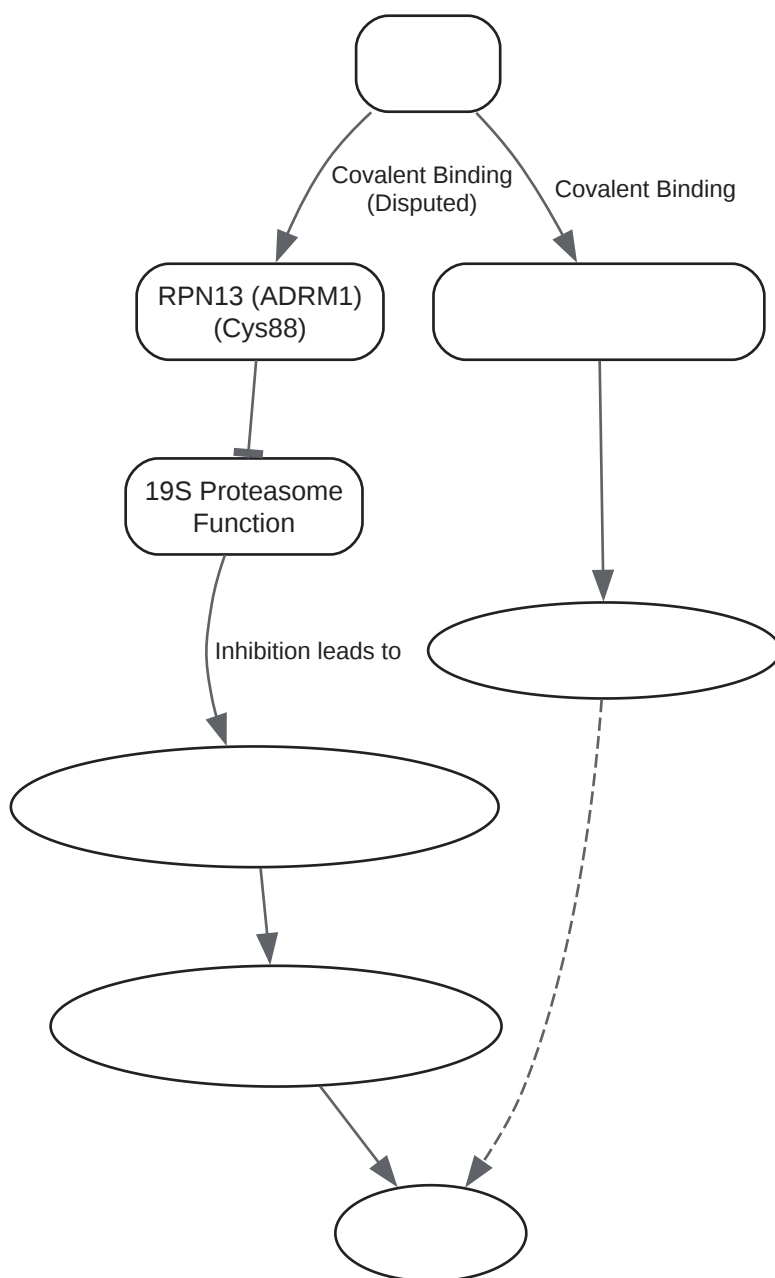 Covalent Binding
(Disputed)
Covalent Binding
RPN13 (ADRM1)
(Cys88)
19S Proteasome
Function
Inhibition leads to